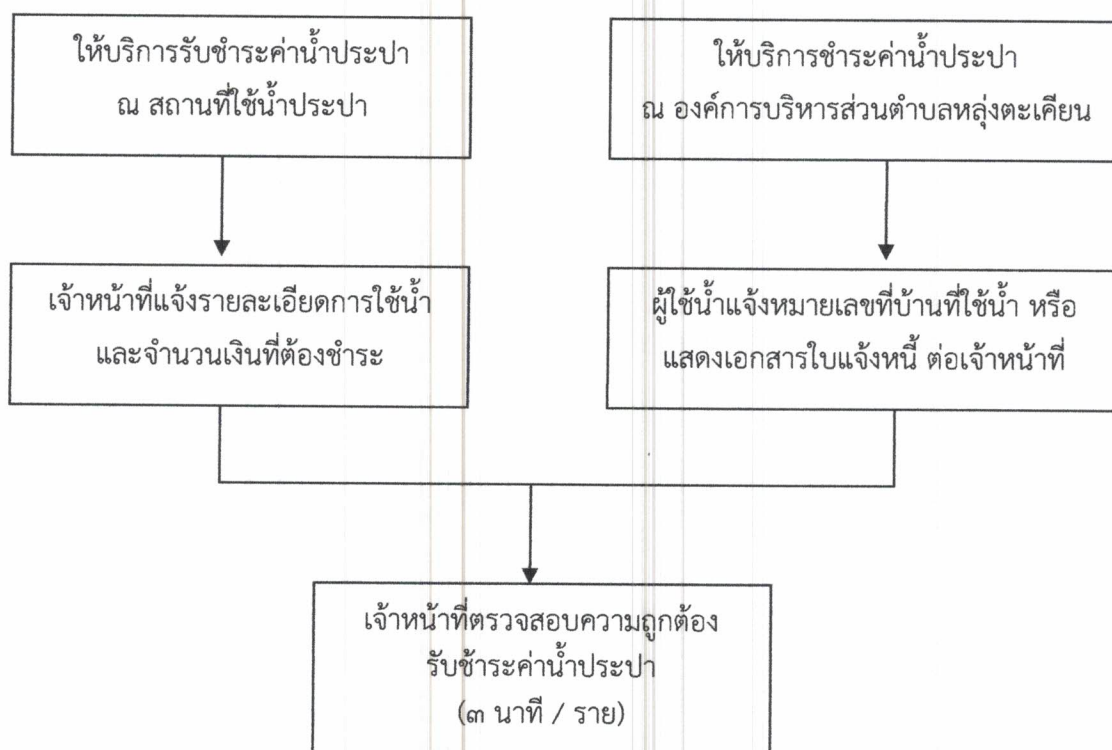 ให้บริการรับชำระค่าน้ำประปา
ณ สถานที่ใช้น้ำประปา
ให้บริการชำระค่าน้ำประปา
ณ องค์การบริหารส่วนตำบลหลุ่งตะเคียน
เจ้าหน้าที่แจ้งรายละเอียดการใช้น้ำ
และจำนวนเงินที่ต้องชำระ
ผู้ใช้น้ำแจ้งหมายเลขที่บ้านที่ใช้น้ำ หรือ
แสดงเอกสารใบแจ้งหนี้ ต่อเจ้าหน้าที่
เจ้าหน้าที่ตรวจสอบความถูกต้อง
รับช้าระค่าน้ำประปา
(๓ นาที / ราย)